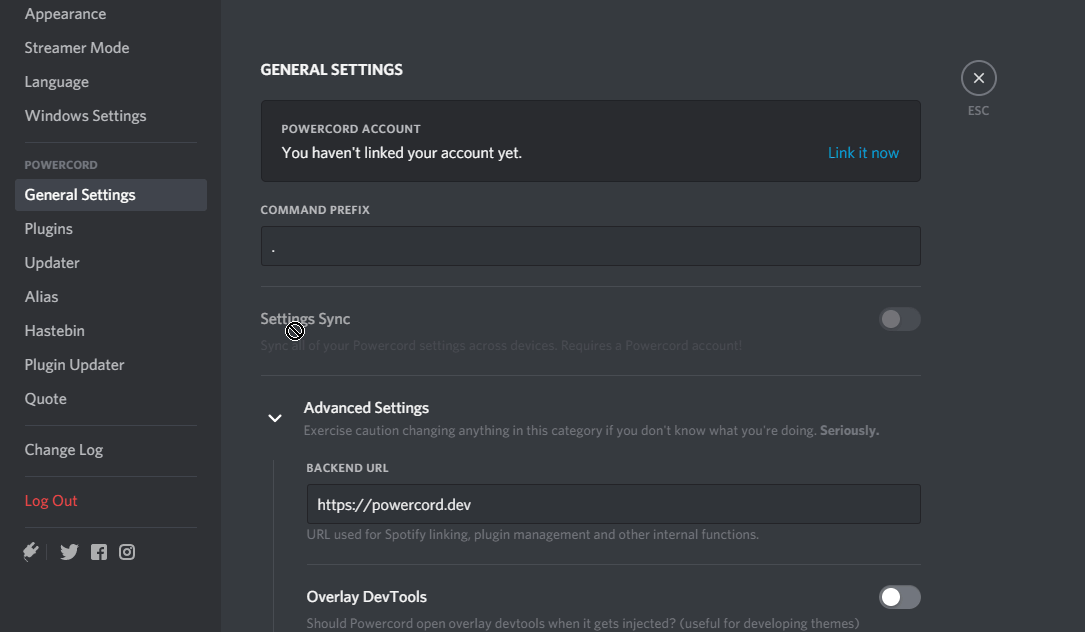 Appearance
Streamer Mode
Language
Windows Settings
POWERCORD
General Settings
Plugins
Updater
Alias
Hastebin
Plugin Updater
Quote
Change Log
Log Out
GENERAL SETTINGS
ESC
POWERCORD ACCOUNT
You haven't linked your account yet.
Link it now
COMMAND PREFIX
.
Settings Sync
Sync all of your Powercord settings across devices. Requires a Powercord account!
Advanced Settings
Exercise caution changing anything in this category if you don't know what you're doing. Seriously.
BACKEND URL
https://powercord.dev
URL used for Spotify linking, plugin management and other internal functions.
Overlay DevTools
Should Powercord open overlay devtools when it gets injected? (useful for developing themes)